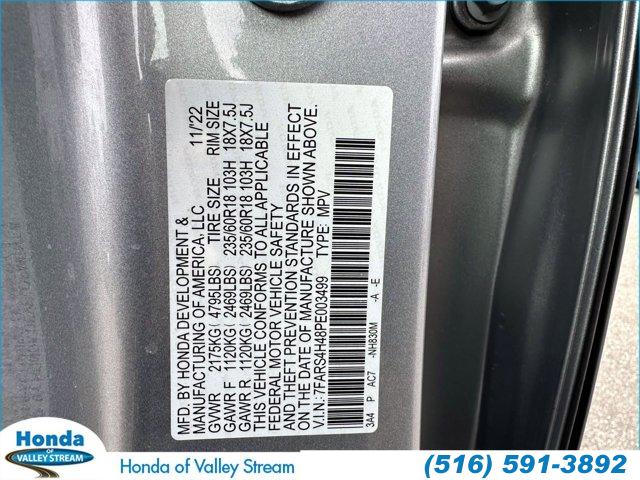 MFD. BY HONDA DEVELOPMENT &
MANUFACTURING OF AMERICA, LLC 11/'22
GVWR 2175KG ( 4795LBS) TIRE SIZE RIM SIZE
GAWR F 1120KG ( 2469LBS) 235/60R18 103H 18X7.5J
GAWR R 1120KG ( 2469LBS) 235/60R18 103H 18X7.5J
THIS VEHICLE CONFORMS TO ALL APPLICABLE
FEDERAL MOTOR VEHICLE SAFETY
AND THEFT PREVENTION STANDARDS IN EFFECT
ON THE DATE OF MANUFACTURE SHOWN ABOVE.
V.I.N.: 7FARS4H48PE003499 TYPE: MPV
3A4 P AC7 -NH830M -A -E
Honda
OF
VALLEY STREAM
Honda of Valley Stream
(516) 591-3892